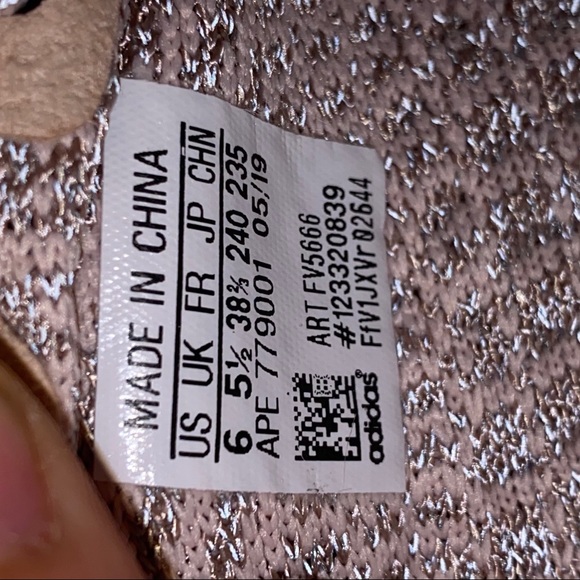 MADE IN CHINA
US UK FR JP CHN
6 5½ 38⅔ 240 235
APE 779001 05/19
ART FV5666
#123320839
FfV1JXVr02644
adidas®